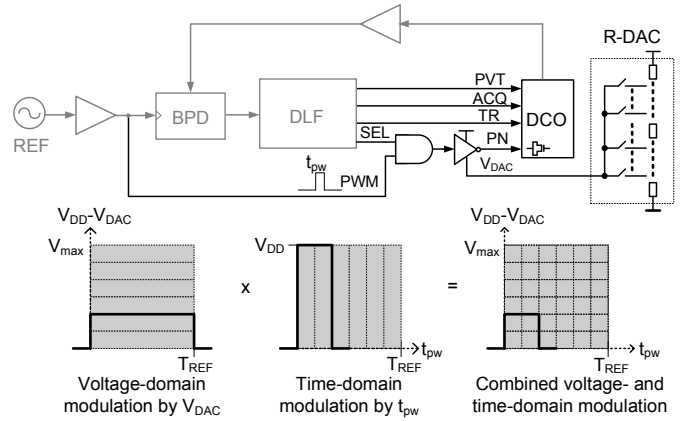 R-DAC
PVT
ACQ
BPD
DLF
TR
DCO
REF
SEL
PN
t_pw
PWM
V_DAC
V_DD-V_DAC
V_max
x
V_DD
=
V_DD-V_DAC
V_max
T_REF
T_REF
t_pw
T_REF
t_pw
Voltage-domain
modulation by V_DAC
Time-domain
modulation by t_pw
Combined voltage- and
time-domain modulation